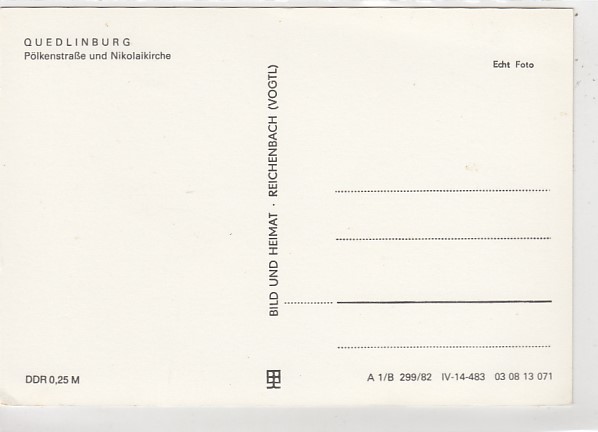 QUEDLINBURG
Pölkenstraße und Nikolaikirche
Echt Foto
BILD UND HEIMAT · REICHENBACH (VOGTL)
DDR 0,25 M
A 1/B 299/82 IV-14-483 03 08 13 071